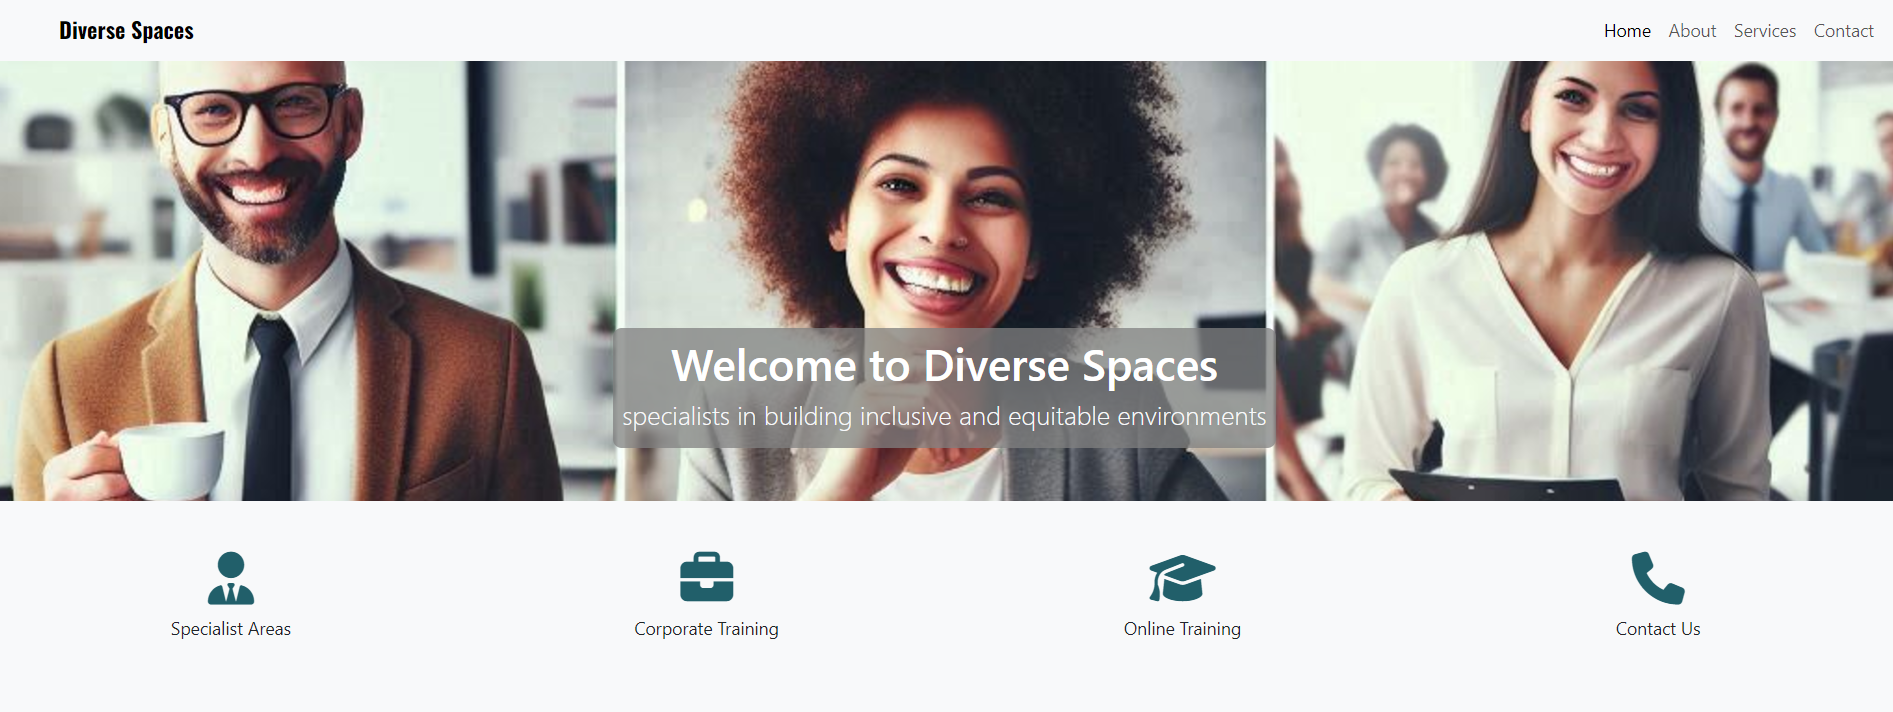 Diverse Spaces
Home About Services Contact
Welcome to Diverse Spaces
specialists in building inclusive and equitable environments
Specialist Areas
Corporate Training
Online Training
Contact Us